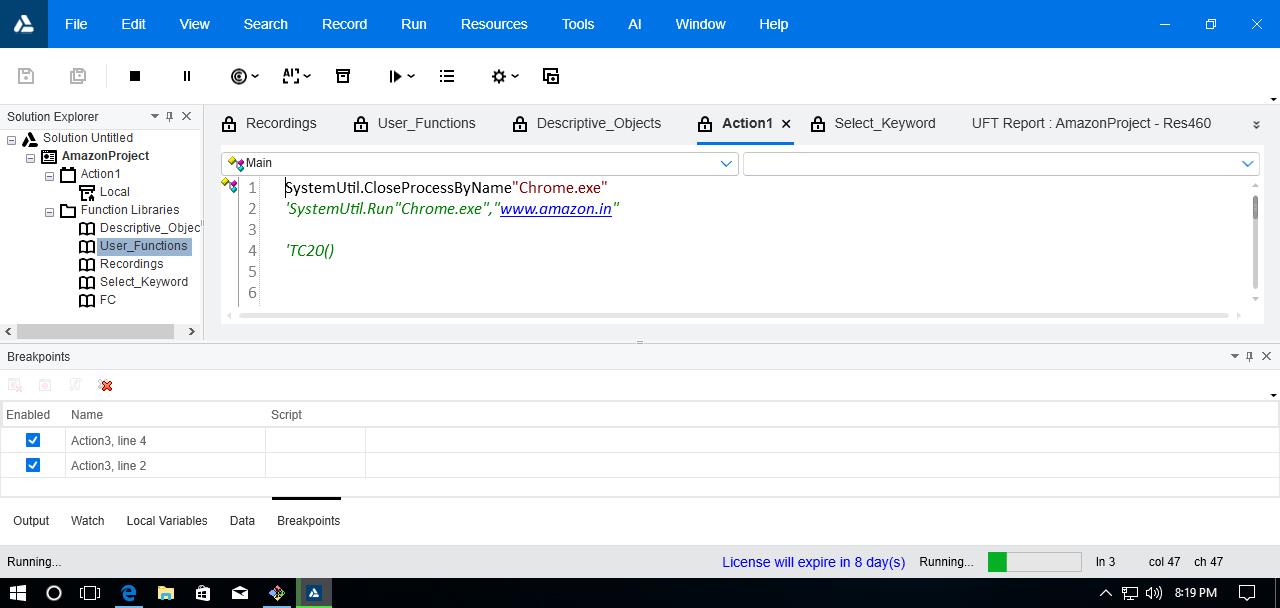 File Edit View Search Record Run Resources Tools AI Window Help
Solution Explorer
Solution Untitled
AmazonProject
Action1
Local
Function Libraries
Descriptive_Objec
User_Functions
Recordings
Select_Keyword
FC
Recordings User_Functions Descriptive_Objects Action1 Select_Keyword UFT Report : AmazonProject - Res460
Main
1 SystemUtil.CloseProcessByName"Chrome.exe"
2 'SystemUtil.Run"Chrome.exe","www.amazon.in"
3
4 'TC20()
5
6
Breakpoints
Enabled Name Script
Action3, line 4
Action3, line 2
Output Watch Local Variables Data Breakpoints
Running... License will expire in 8 day(s) Running... ln 3 col 47 ch 47
8:19 PM